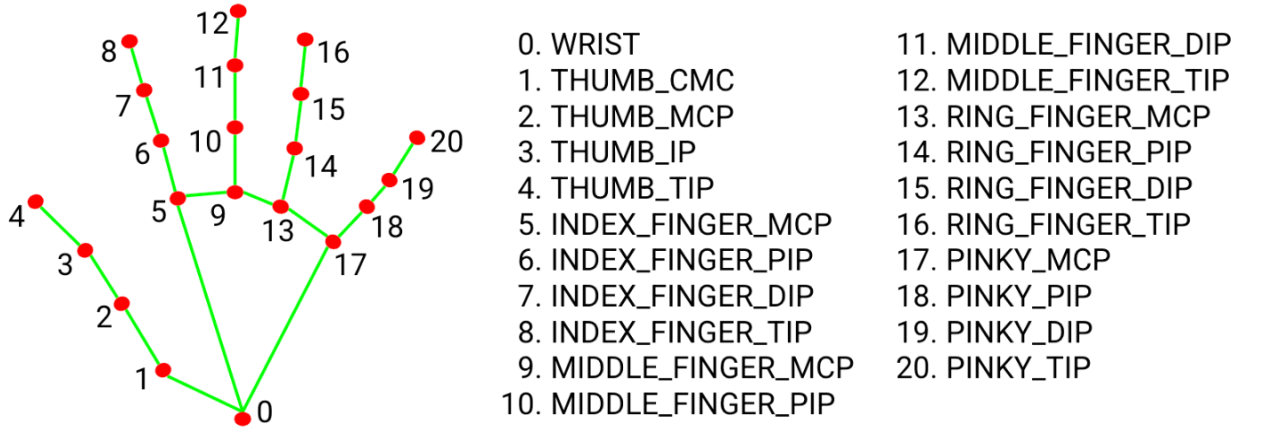 12
8
16
11
7
15
10
6
14
20
19
4
5
9
13
18
3
17
2
1
0
0. WRIST
1. THUMB_CMC
2. THUMB_MCP
3. THUMB_IP
4. THUMB_TIP
5. INDEX_FINGER_MCP
6. INDEX_FINGER_PIP
7. INDEX_FINGER_DIP
8. INDEX_FINGER_TIP
9. MIDDLE_FINGER_MCP
10. MIDDLE_FINGER_PIP
11. MIDDLE_FINGER_DIP
12. MIDDLE_FINGER_TIP
13. RING_FINGER_MCP
14. RING_FINGER_PIP
15. RING_FINGER_DIP
16. RING_FINGER_TIP
17. PINKY_MCP
18. PINKY_PIP
19. PINKY_DIP
20. PINKY_TIP